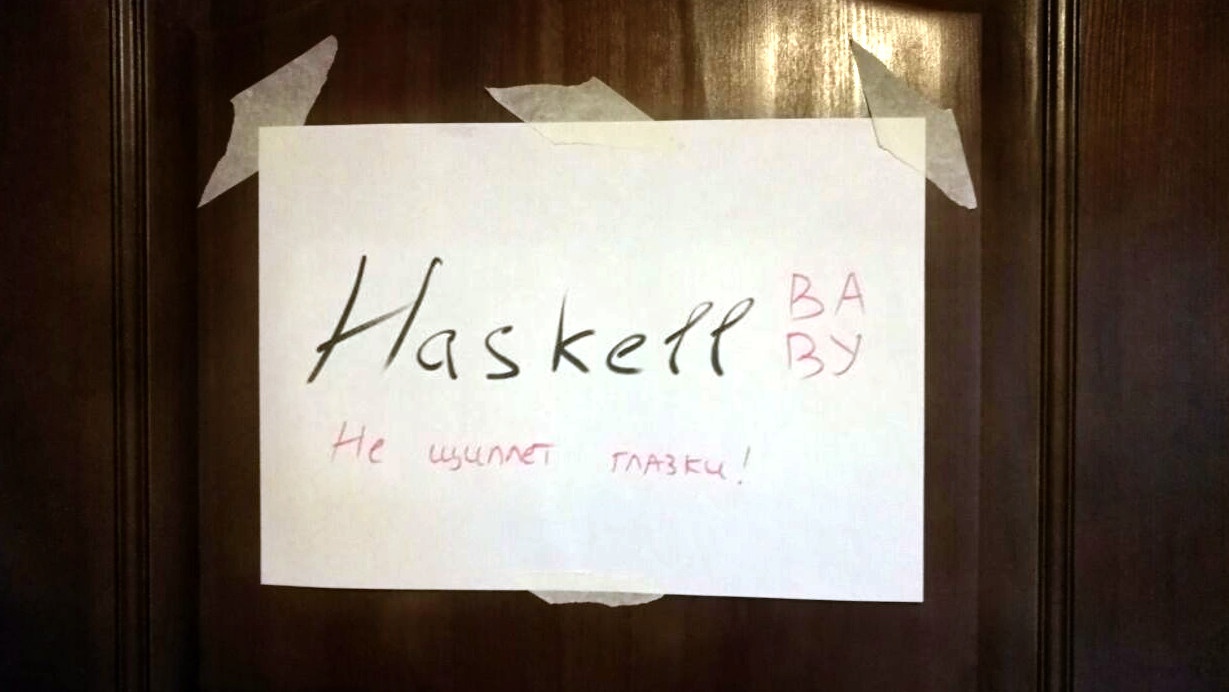 Haskell BA
BY
Не щиплет глазки!